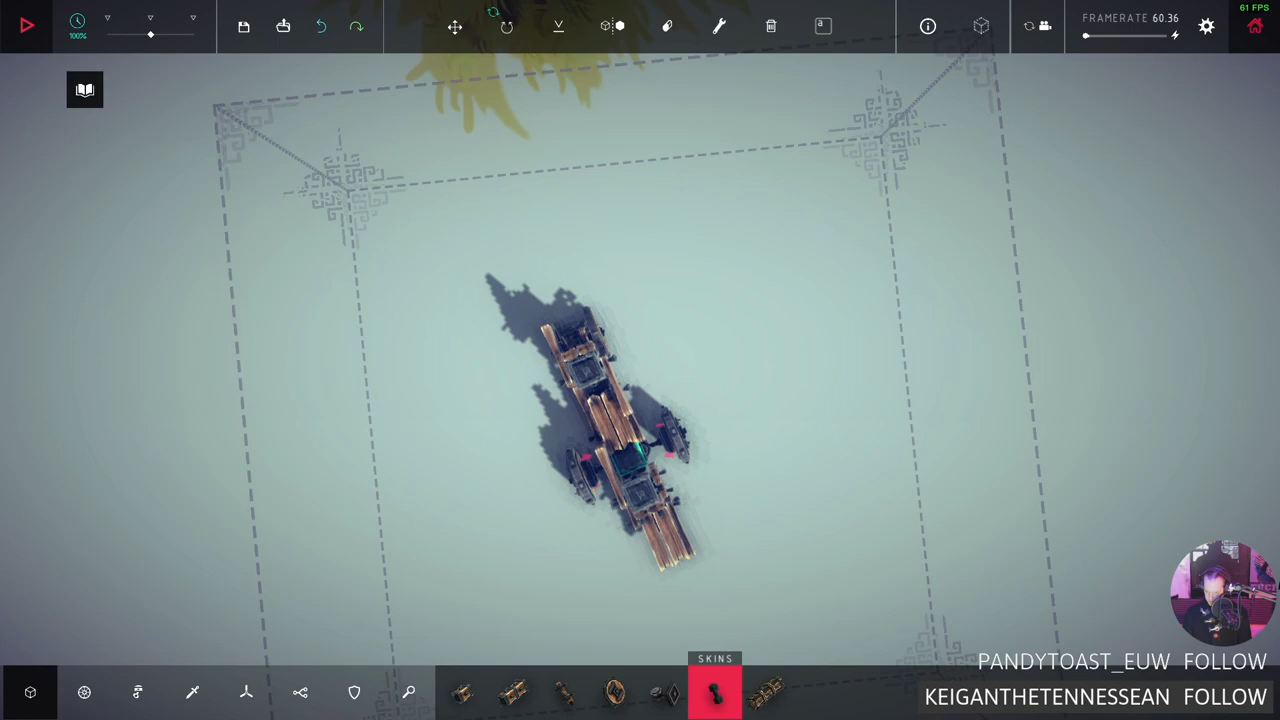 100%
a
FRAMERATE 60.36
61 FPS
SKINS
PANDYTOAST_EUW FOLLOW
KEIGANTHETENNESSEAN FOLLOW